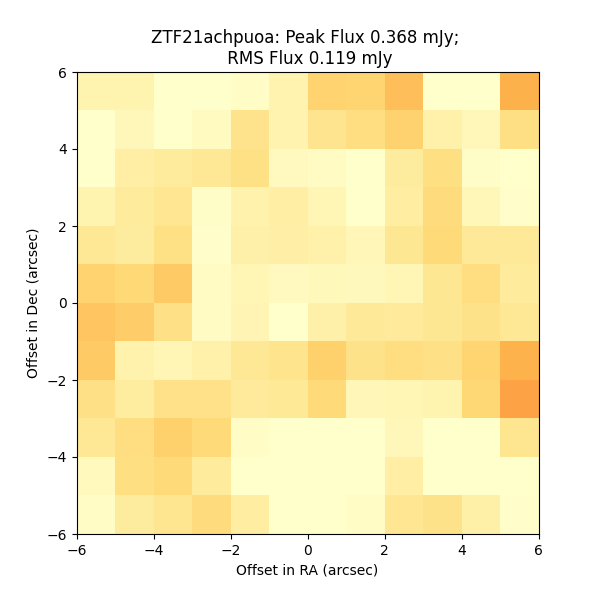 ZTF21achpuoa: Peak Flux 0.368 mJy;
RMS Flux 0.119 mJy
6
4
2
0
−2
−4
−6
Offset in Dec (arcsec)
−6 −4 −2 0 2 4 6
Offset in RA (arcsec)